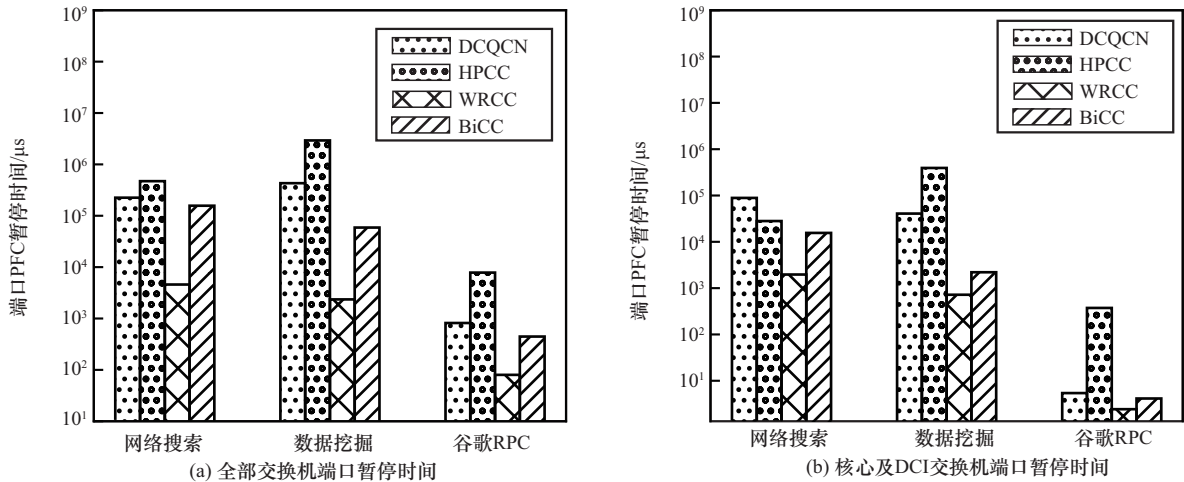 10⁹
10⁸
10⁷
10⁶
10⁵
10⁴
10³
10²
10¹
端口PFC暂停时间/μs
DCQCN
HPCC
WRCC
BiCC
网络搜索 数据挖掘 谷歌RPC
(a) 全部交换机端口暂停时间
10⁹
10⁸
10⁷
10⁶
10⁵
10⁴
10³
10²
10¹
端口PFC暂停时间/μs
DCQCN
HPCC
WRCC
BiCC
网络搜索 数据挖掘 谷歌RPC
(b) 核心及DCI交换机端口暂停时间